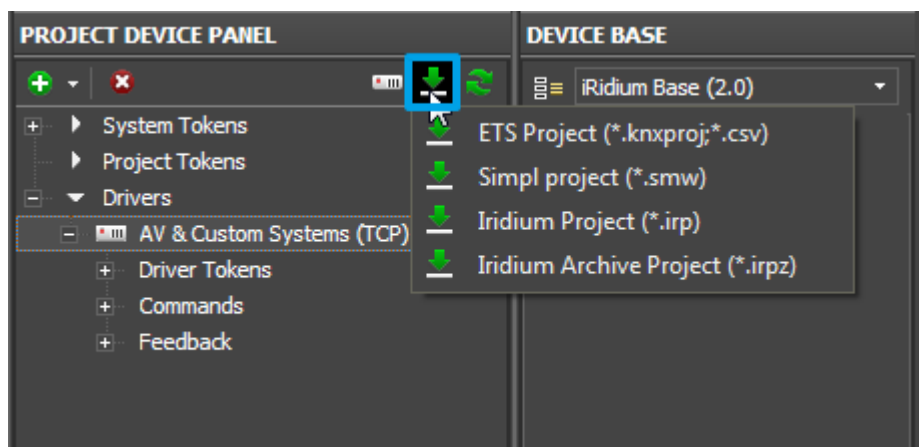 PROJECT DEVICE PANEL
DEVICE BASE
iRidium Base (2.0)
System Tokens
Project Tokens
Drivers
AV & Custom Systems (TCP)
Driver Tokens
Commands
Feedback
ETS Project (*.knxproj;*.csv)
Simpl project (*.smw)
Iridium Project (*.irp)
Iridium Archive Project (*.irpz)